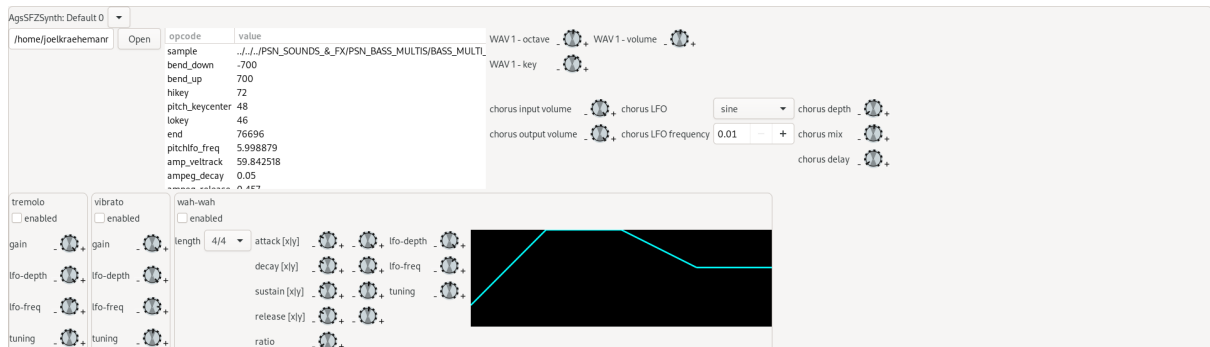 AgsSFZSynth: Default 0
/home/joelkraehemanr Open
opcode value
sample ../../../PSN_SOUNDS_&_FX/PSN_BASS_MULTIS/BASS_MULTI_
bend_down -700
bend_up 700
hikey 72
pitch_keycenter 48
lokey 46
end 76696
pitchlfo_freq 5.998879
amp_veltrack 59.842518
ampeg_decay 0.05
ampeg_release 0.457
WAV 1 - octave - + WAV 1 - volume - +
WAV 1 - key - +
chorus input volume - + chorus LFO sine chorus depth - +
chorus output volume - + chorus LFO frequency 0.01 - + chorus mix - +
chorus delay - +
tremolo
enabled
gain - +
lfo-depth - +
lfo-freq - +
tuning - +
vibrato
enabled
gain - +
lfo-depth - +
lfo-freq - +
tuning - +
wah-wah
enabled
length 4/4 attack [x|y] - + - + lfo-depth - +
decay [x|y] - + - + lfo-freq - +
sustain [x|y] - + - + tuning - +
release [x|y] - + - +
ratio - +